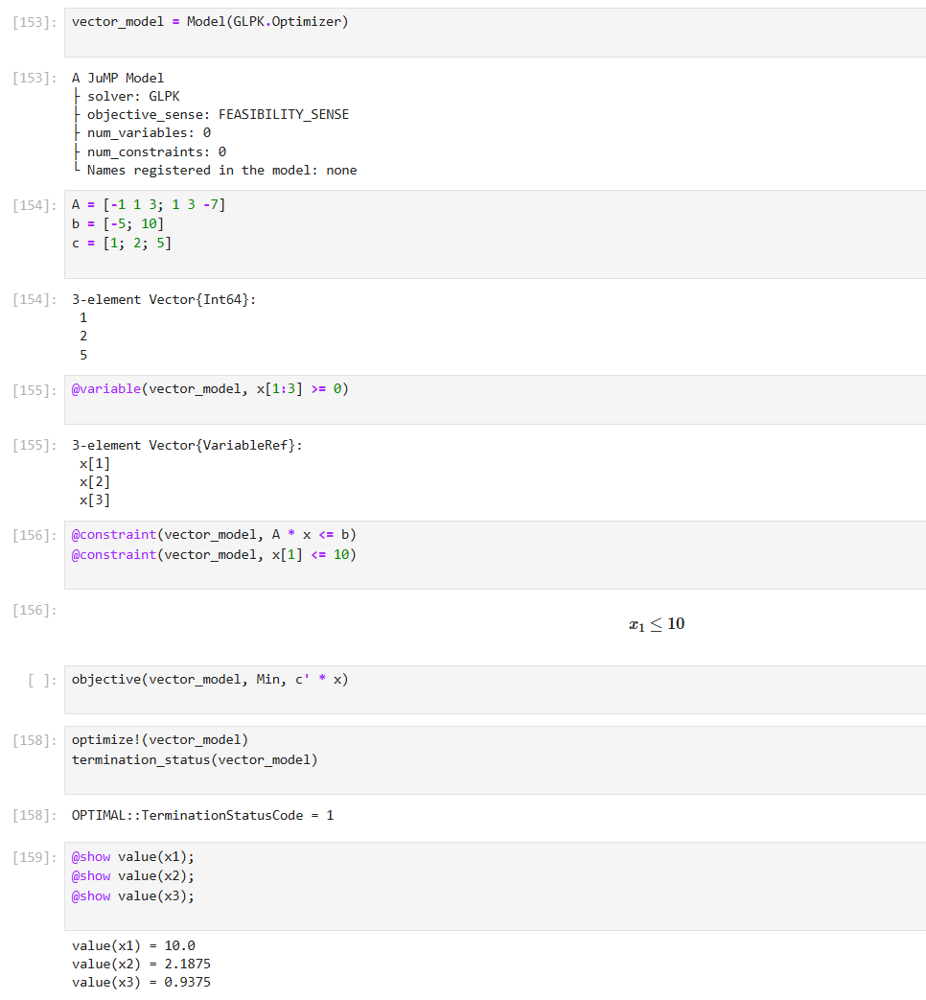 [153]: vector_model = Model(GLPK.Optimizer)
[153]: A JuMP Model
├ solver: GLPK
├ objective_sense: FEASIBILITY_SENSE
├ num_variables: 0
├ num_constraints: 0
└ Names registered in the model: none
[154]: A = [-1 1 3; 1 3 -7]
b = [-5; 10]
c = [1; 2; 5]
[154]: 3-element Vector{Int64}:
1
2
5
[155]: @variable(vector_model, x[1:3] >= 0)
[155]: 3-element Vector{VariableRef}:
x[1]
x[2]
x[3]
[156]: @constraint(vector_model, A * x <= b)
@constraint(vector_model, x[1] <= 10)
[156]:
x₁ ≤ 10
[ ]: objective(vector_model, Min, c' * x)
[158]: optimize!(vector_model)
termination_status(vector_model)
[158]: OPTIMAL::TerminationStatusCode = 1
[159]: @show value(x1);
@show value(x2);
@show value(x3);
value(x1) = 10.0
value(x2) = 2.1875
value(x3) = 0.9375